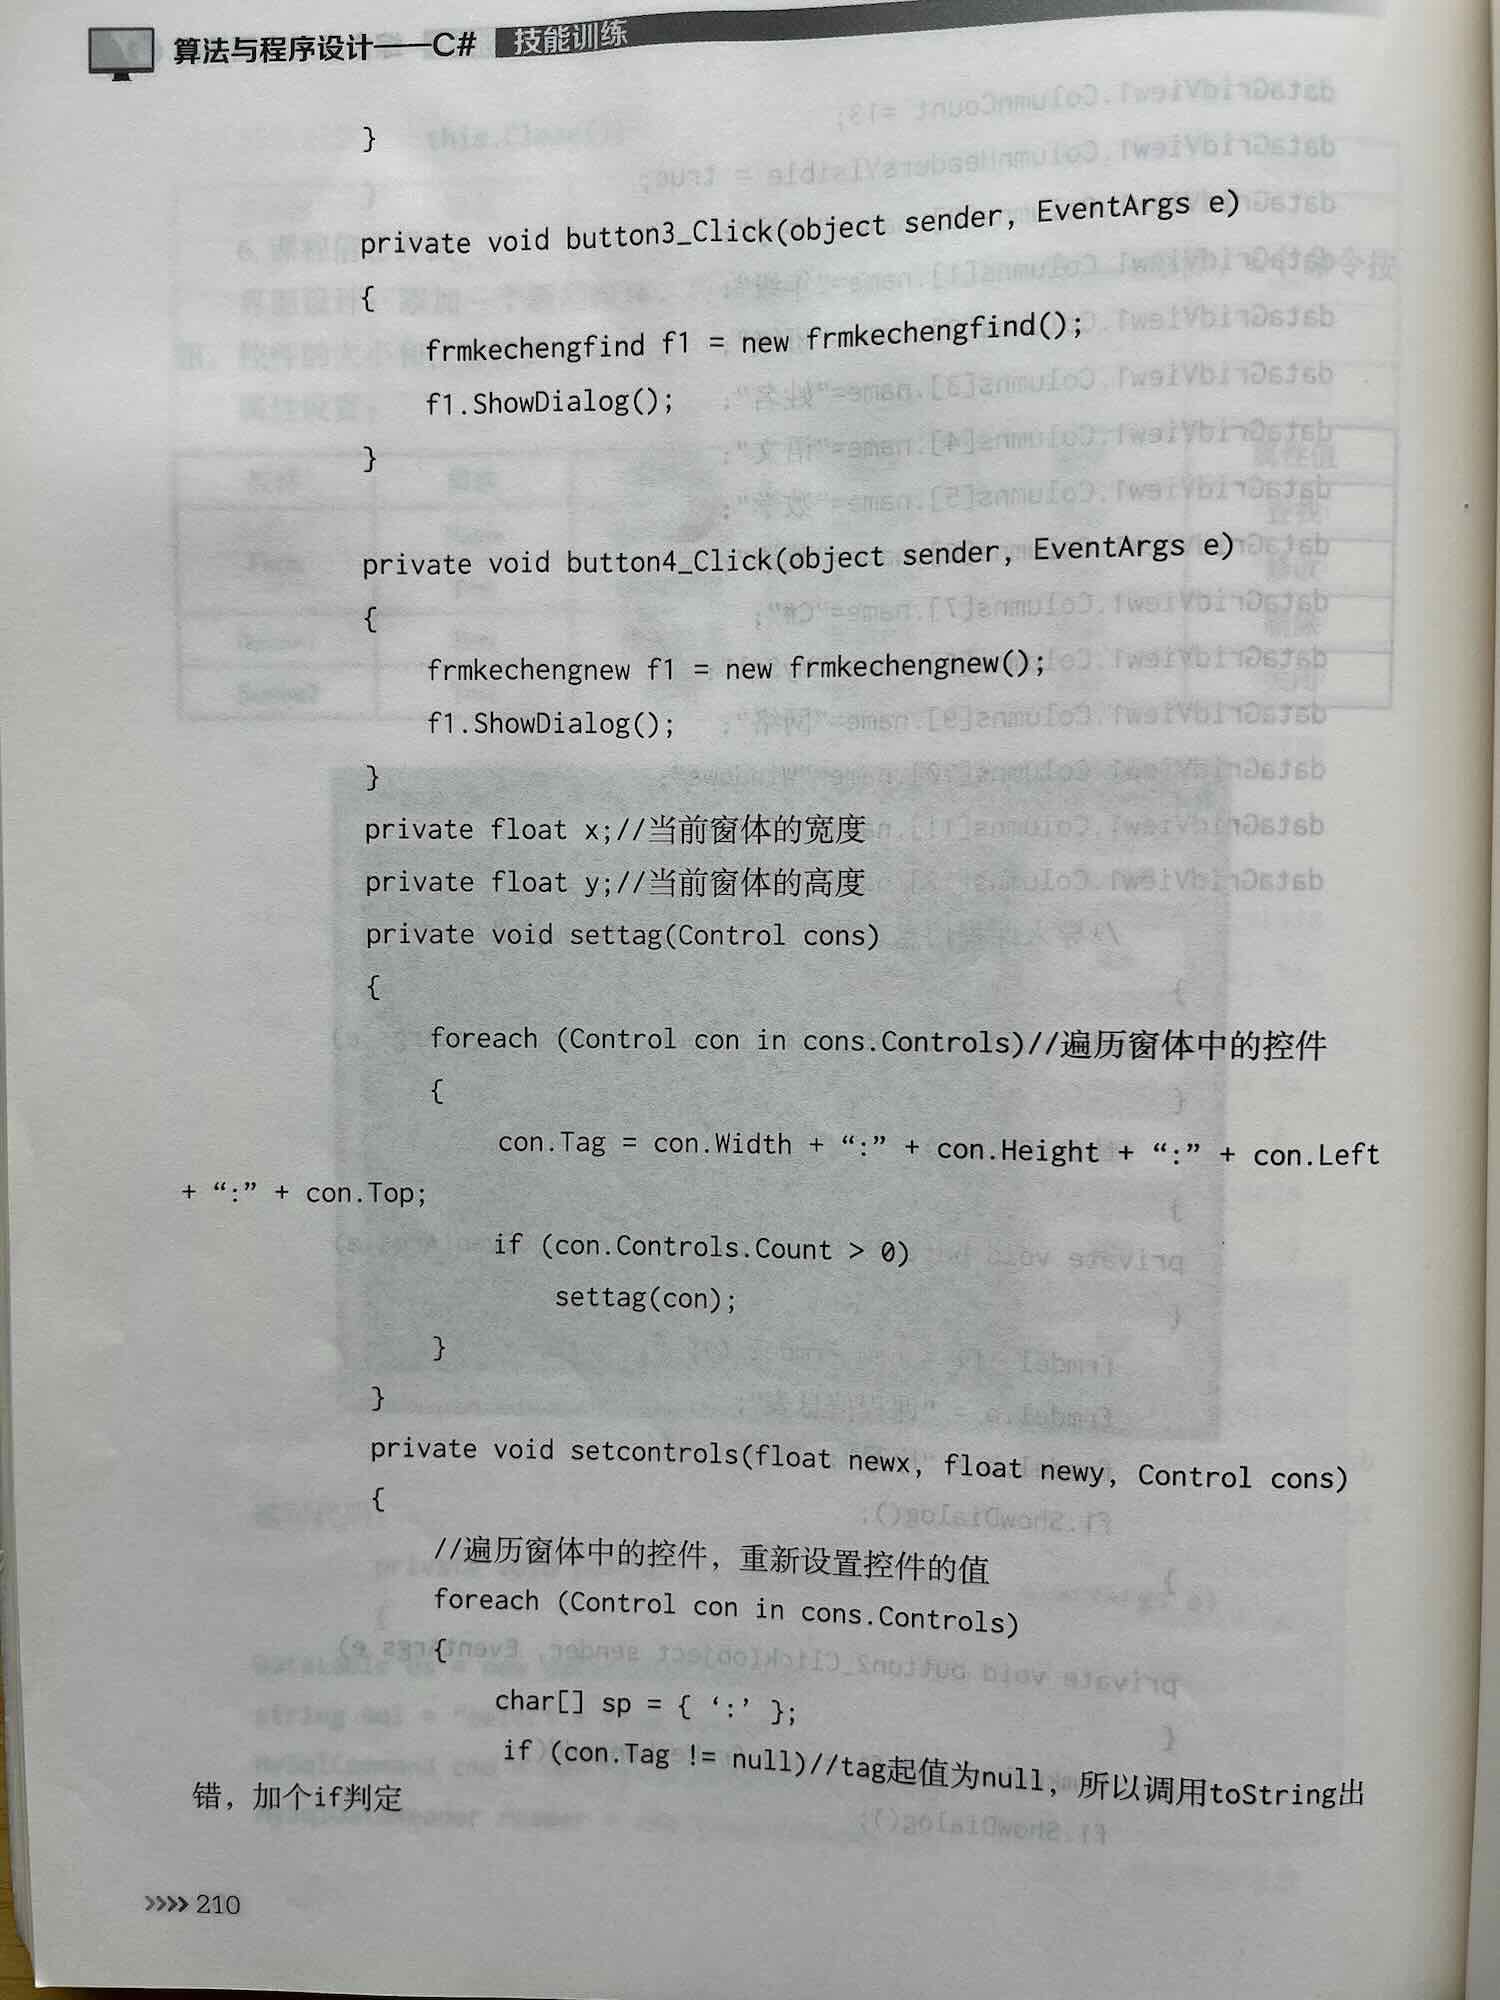 算法与程序设计——C# 技能训练
}
private void button3_Click(object sender, EventArgs e)
{
frmkechengfind f1 = new frmkechengfind();
f1.ShowDialog();
}
private void button4_Click(object sender, EventArgs e)
{
frmkechengnew f1 = new frmkechengnew();
f1.ShowDialog();
}
private float x;//当前窗体的宽度
private float y;//当前窗体的高度
private void settag(Control cons)
{
foreach (Control con in cons.Controls)//遍历窗体中的控件
{
con.Tag = con.Width + “:” + con.Height + “:” + con.Left
+ “:” + con.Top;
if (con.Controls.Count > 0)
settag(con);
}
}
private void setcontrols(float newx, float newy, Control cons)
{
//遍历窗体中的控件，重新设置控件的值
foreach (Control con in cons.Controls)
{
char[] sp = { ‘:’ };
if (con.Tag != null)//tag起值为null，所以调用toString出
错，加个if判定
»»210